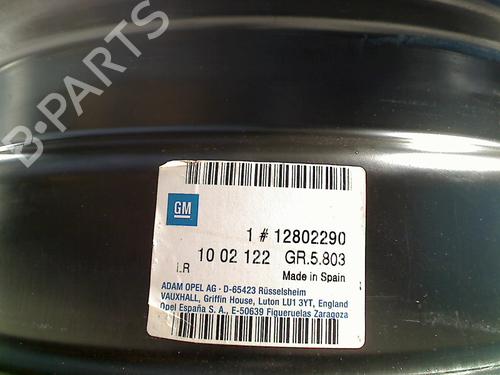 B-PARTS
GM
1 # 12802290
10 02 122 GR.5.803
LR
Made in Spain
ADAM OPEL AG - D-65423 Rüsselsheim
VAUXHALL, Griffin House, Luton LU1 3YT, England
Opel España S. A., E-50639 Figueruelas Zaragoza